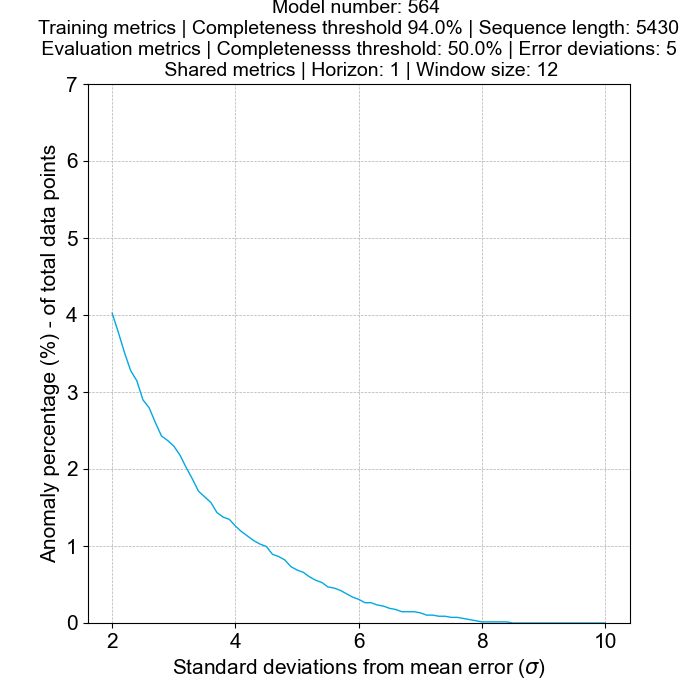 Model number: 564
Training metrics | Completeness threshold 94.0% | Sequence length: 5430
Evaluation metrics | Completenesss threshold: 50.0% | Error deviations: 5
Shared metrics | Horizon: 1 | Window size: 12
7
6
5
4
3
2
1
0
Anomaly percentage (%) - of total data points
2 4 6 8 10
Standard deviations from mean error (σ)